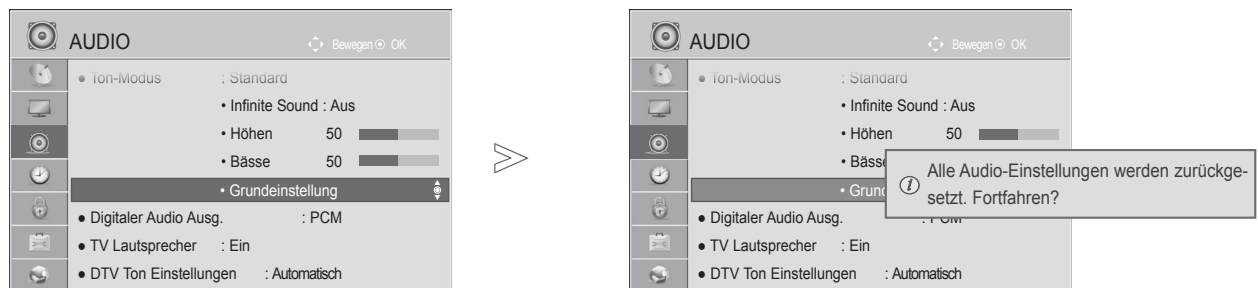 AUDIO
Bewegen OK
● Ton-Modus : Standard
• Infinite Sound : Aus
• Höhen 50
• Bässe 50
• Grundeinstellung
● Digitaler Audio Ausg. : PCM
● TV Lautsprecher : Ein
● DTV Ton Einstellungen : Automatisch
AUDIO
Bewegen OK
● Ton-Modus : Standard
• Infinite Sound : Aus
• Höhen 50
• Bässe
• Grun
Alle Audio-Einstellungen werden zurückge-
setzt. Fortfahren?
● Digitaler Audio Ausg. : PCM
● TV Lautsprecher : Ein
● DTV Ton Einstellungen : Automatisch